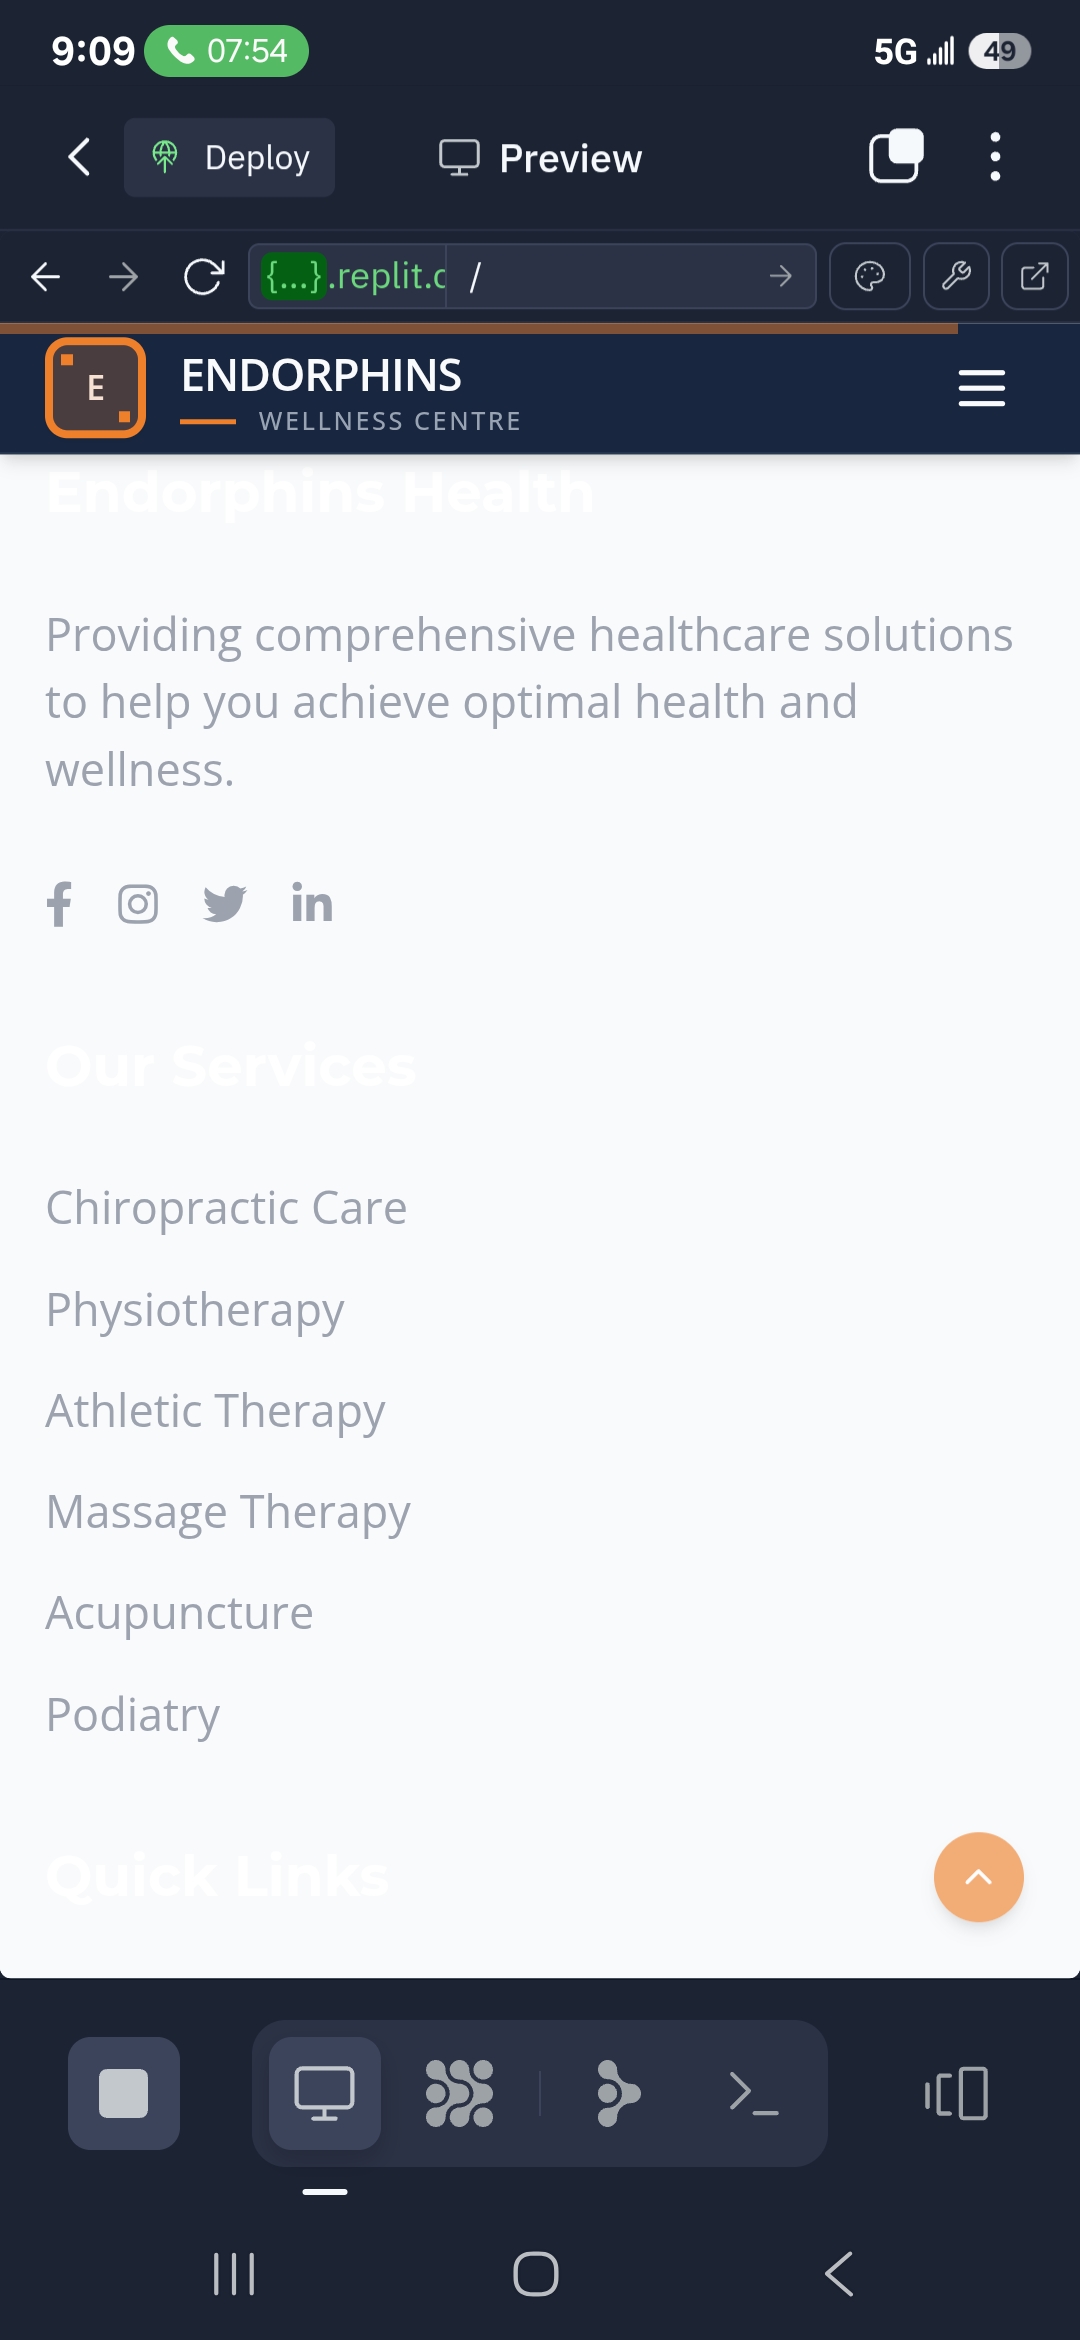 9:09 07:54 5G 49
Deploy Preview
{...}.replit.c /
E ENDORPHINS
WELLNESS CENTRE
Endorphins Health
Providing comprehensive healthcare solutions
to help you achieve optimal health and
wellness.
f in
Our Services
Chiropractic Care
Physiotherapy
Athletic Therapy
Massage Therapy
Acupuncture
Podiatry
Quick Links